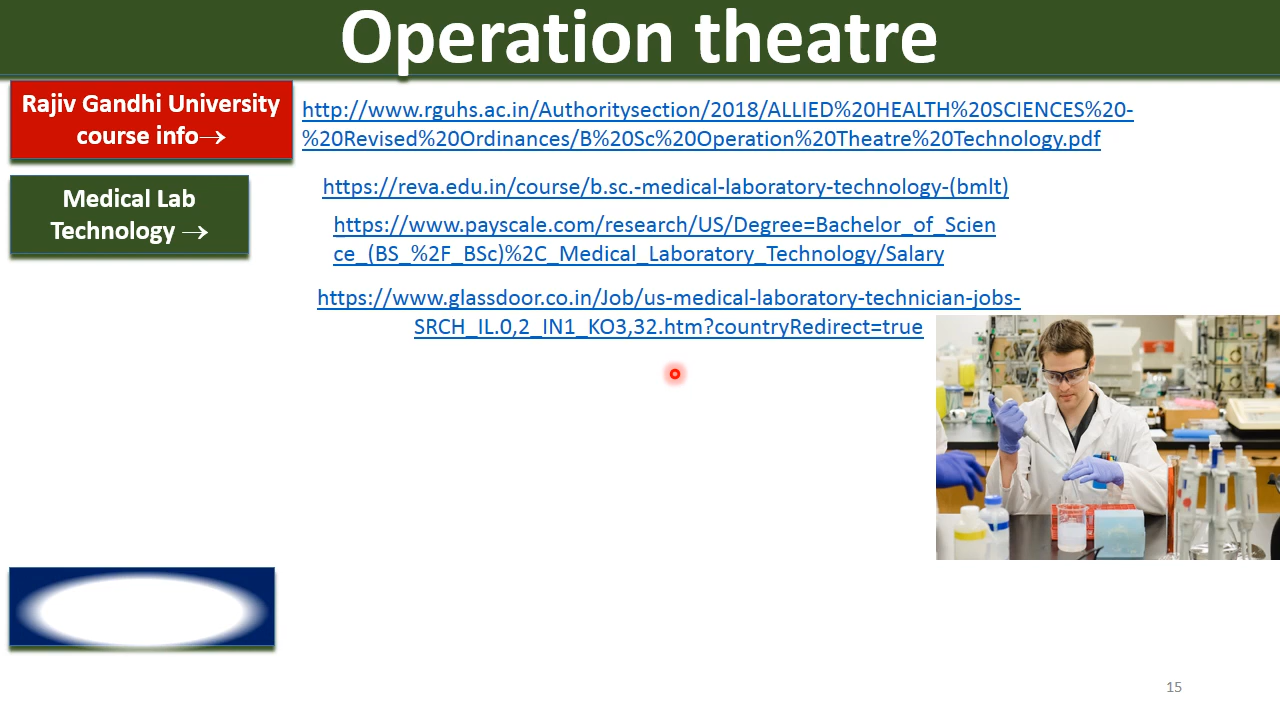 Operation theatre
Rajiv Gandhi University
course info→
http://www.rguhs.ac.in/Authoritysection/2018/ALLIED%20HEALTH%20SCIENCES%20-
%20Revised%20Ordinances/B%20Sc%20Operation%20Theatre%20Technology.pdf
Medical Lab
Technology →
https://reva.edu.in/course/b.sc.-medical-laboratory-technology-(bmlt)
https://www.payscale.com/research/US/Degree=Bachelor_of_Scien
ce_(BS_%2F_BSc)%2C_Medical_Laboratory_Technology/Salary
https://www.glassdoor.co.in/Job/us-medical-laboratory-technician-jobs-
SRCH_IL.0,2_IN1_KO3,32.htm?countryRedirect=true
15